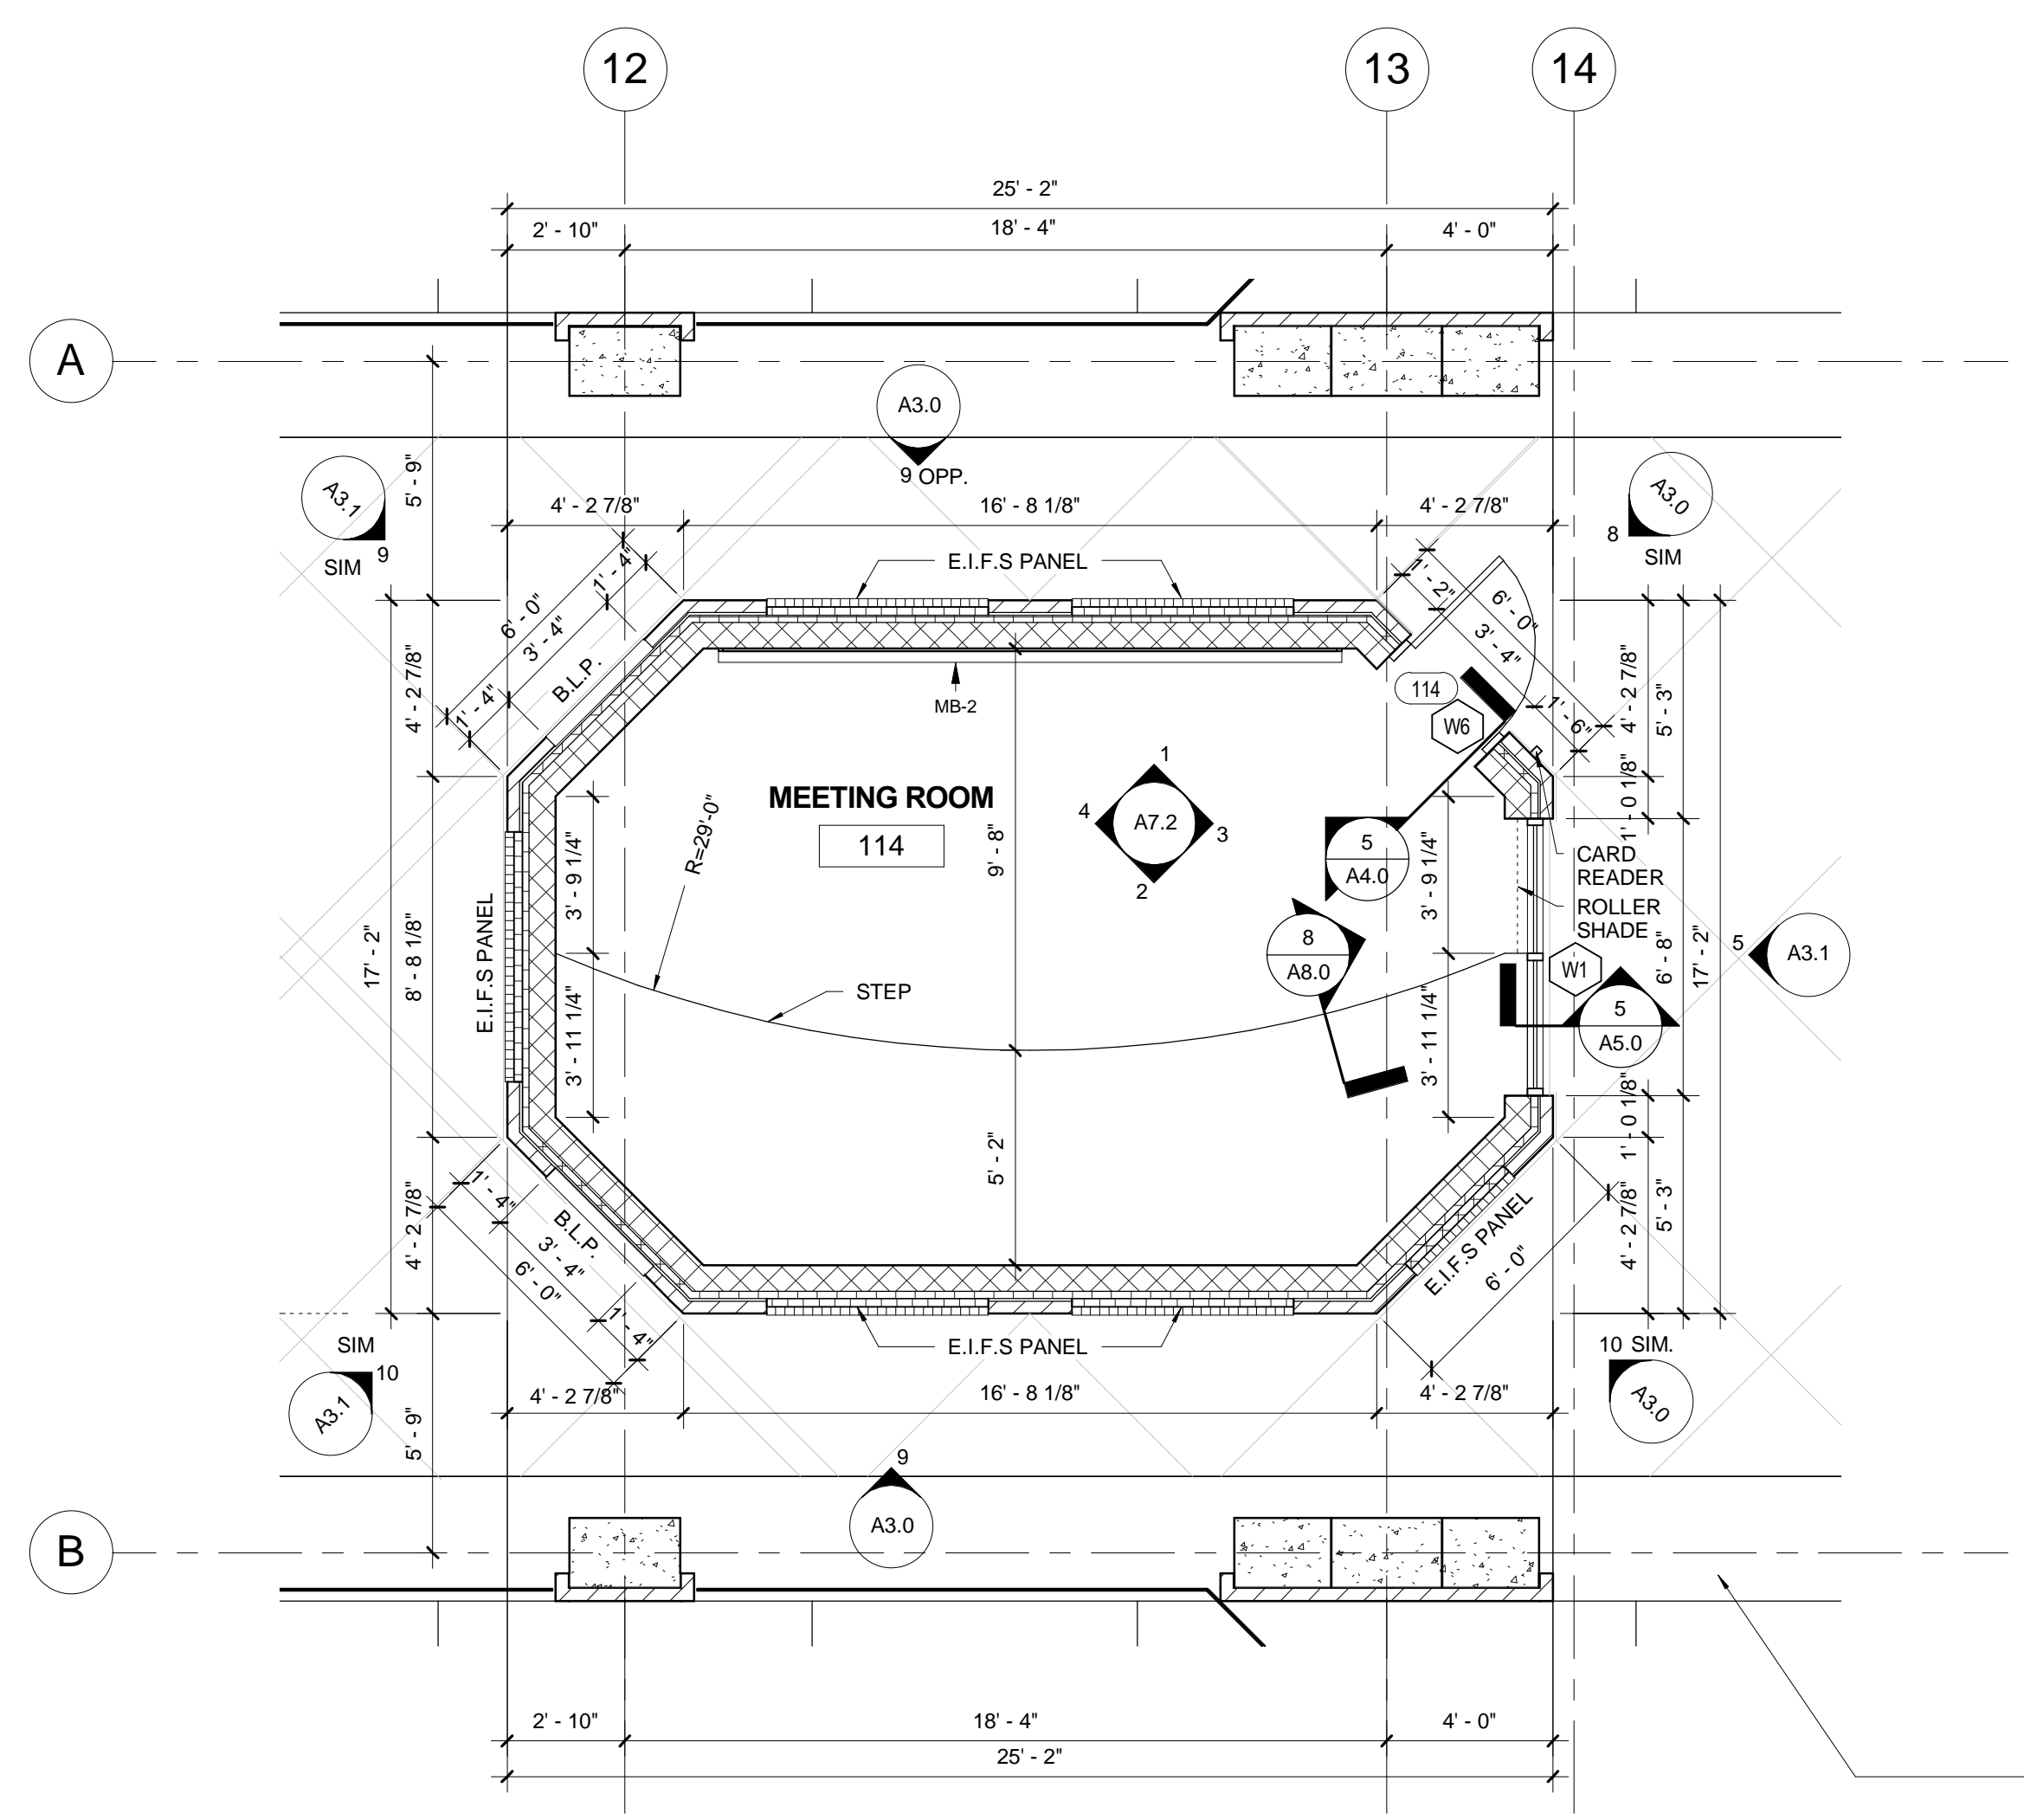 12
13
14
25' - 2"
2' - 10"
18' - 4"
4' - 0"
A
A3.0
9 OPP.
A3.1
9
SIM
A3.0
8
SIM
5' - 9"
4' - 2 7/8"
16' - 8 1/8"
4' - 2 7/8"
E.I.F.S PANEL
1' - 4"
6' - 0"
3' - 4"
1' - 4"
B.L.P.
1' - 2"
6' - 0"
3' - 4"
1' - 6"
114
W6
MB-2
4' - 2 7/8"
4' - 2 7/8"
5' - 3"
1' - 0 1/8"
MEETING ROOM
114
R=29'-0"
9' - 8"
1
4
A7.2
3
2
5
A4.0
3' - 9 1/4"
3' - 9 1/4"
CARD
READER
ROLLER
SHADE
E.I.F.S PANEL
17' - 2"
8' - 8 1/8"
8
A8.0
W1
6' - 8"
17' - 2"
5
A3.1
STEP
5
A5.0
3' - 11 1/4"
3' - 11 1/4"
5' - 2"
1' - 0 1/8"
4' - 2 7/8"
5' - 3"
4' - 2 7/8"
1' - 4"
B.L.P.
3' - 4"
6' - 0"
1' - 4"
E.I.F.S PANEL
E.I.F.S PANEL
6' - 0"
SIM
10
A3.1
10 SIM.
A3.0
4' - 2 7/8"
16' - 8 1/8"
4' - 2 7/8"
5' - 9"
9
A3.0
B
2' - 10"
18' - 4"
4' - 0"
25' - 2"